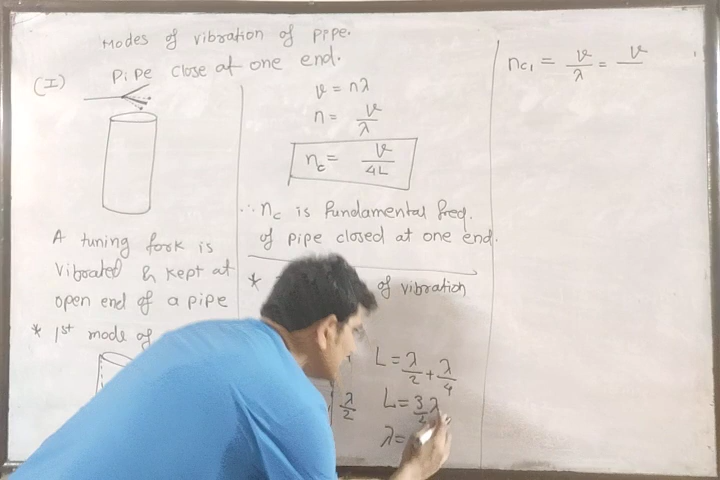 Modes of vibration of pipe.
(I) Pipe close at one end.
A tuning fork is
vibrated & kept at
open end of a pipe
* 1st mode of
v = nλ
n = v/λ
nc = v/4L
∴ nc is fundamental freq.
of pipe closed at one end.
* of vibration
L = λ/2 + λ/4
λ/2
L = 3/4 λ
λ =
nc1 = v/λ = v